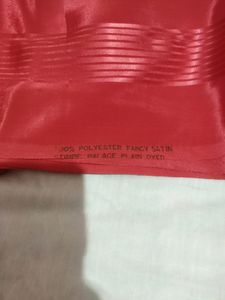 100% POLYESTER FANCY SATIN
PALACE PLAIN DYED